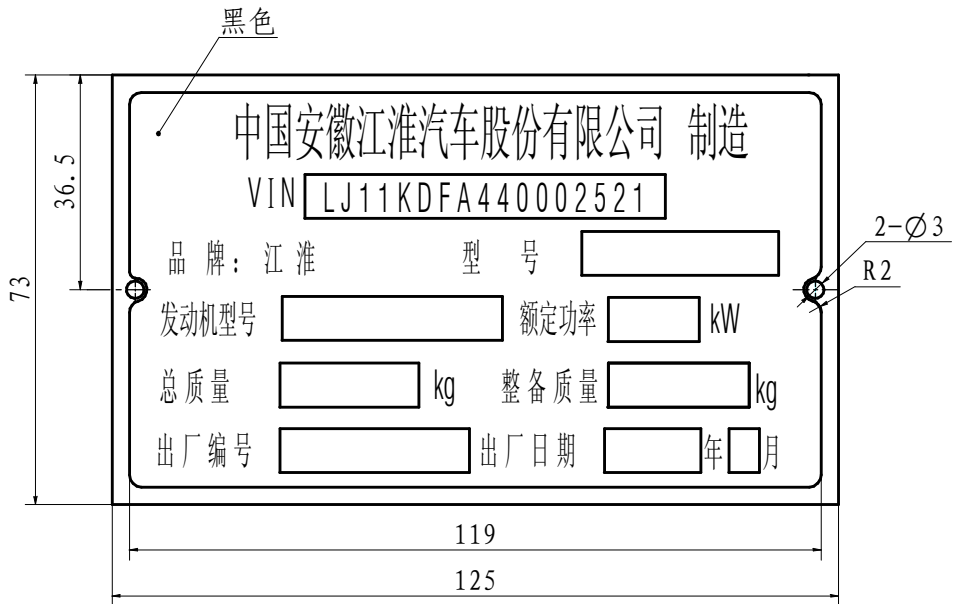 黑色
中国安徽江淮汽车股份有限公司 制造
VIN LJ11KDFA440002521
品牌：江淮 型号
发动机型号 额定功率 kW
总质量 kg 整备质量 kg
出厂编号 出厂日期 年 月
36.5
73
2-∅3
R2
119
125